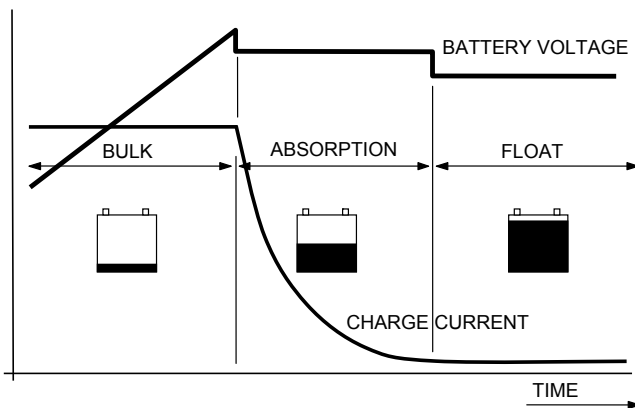 BATTERY VOLTAGE
BULK
ABSORPTION
FLOAT
CHARGE CURRENT
TIME